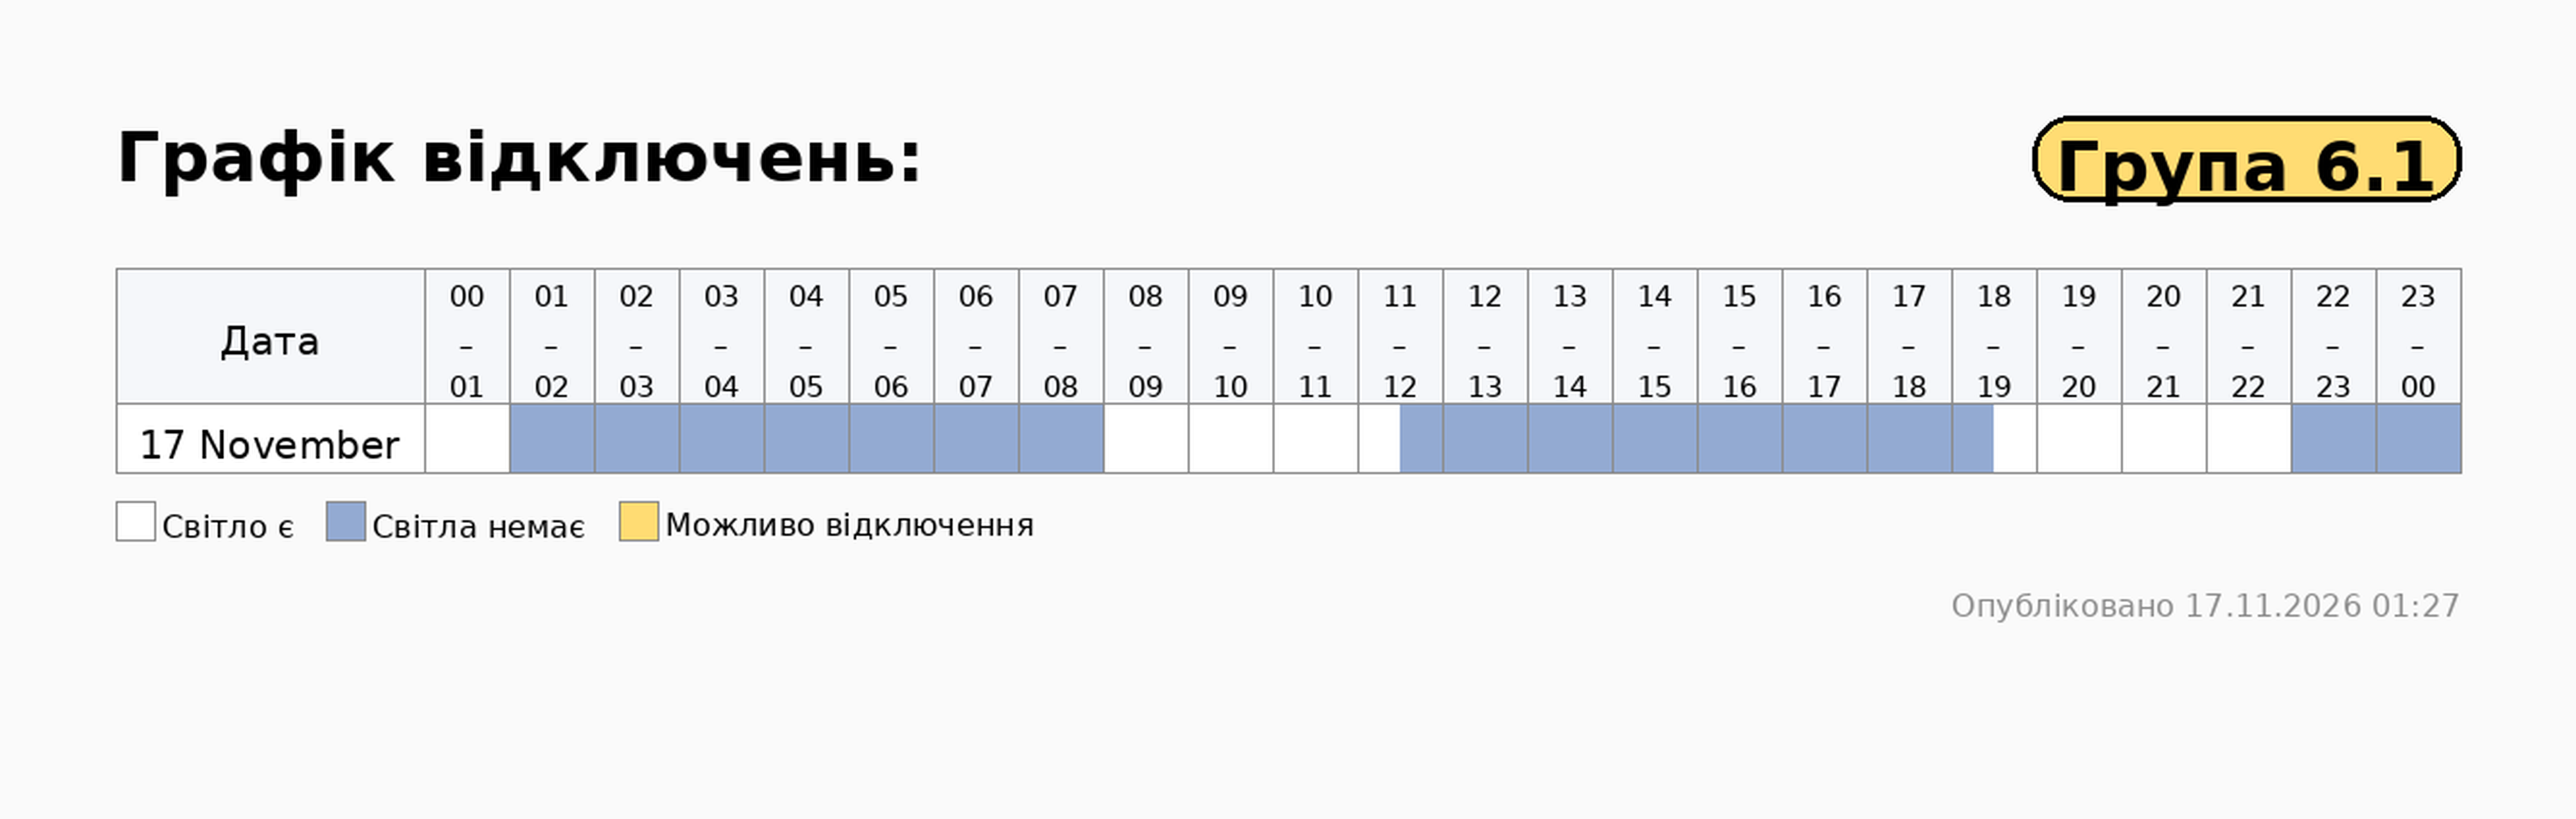 Графік відключень:
Група 6.1
Дата
00 – 01
01 – 02
02 – 03
03 – 04
04 – 05
05 – 06
06 – 07
07 – 08
08 – 09
09 – 10
10 – 11
11 – 12
12 – 13
13 – 14
14 – 15
15 – 16
16 – 17
17 – 18
18 – 19
19 – 20
20 – 21
21 – 22
22 – 23
23 – 00
17 November
Світло є
Світла немає
Можливо відключення
Опубліковано 17.11.2026 01:27